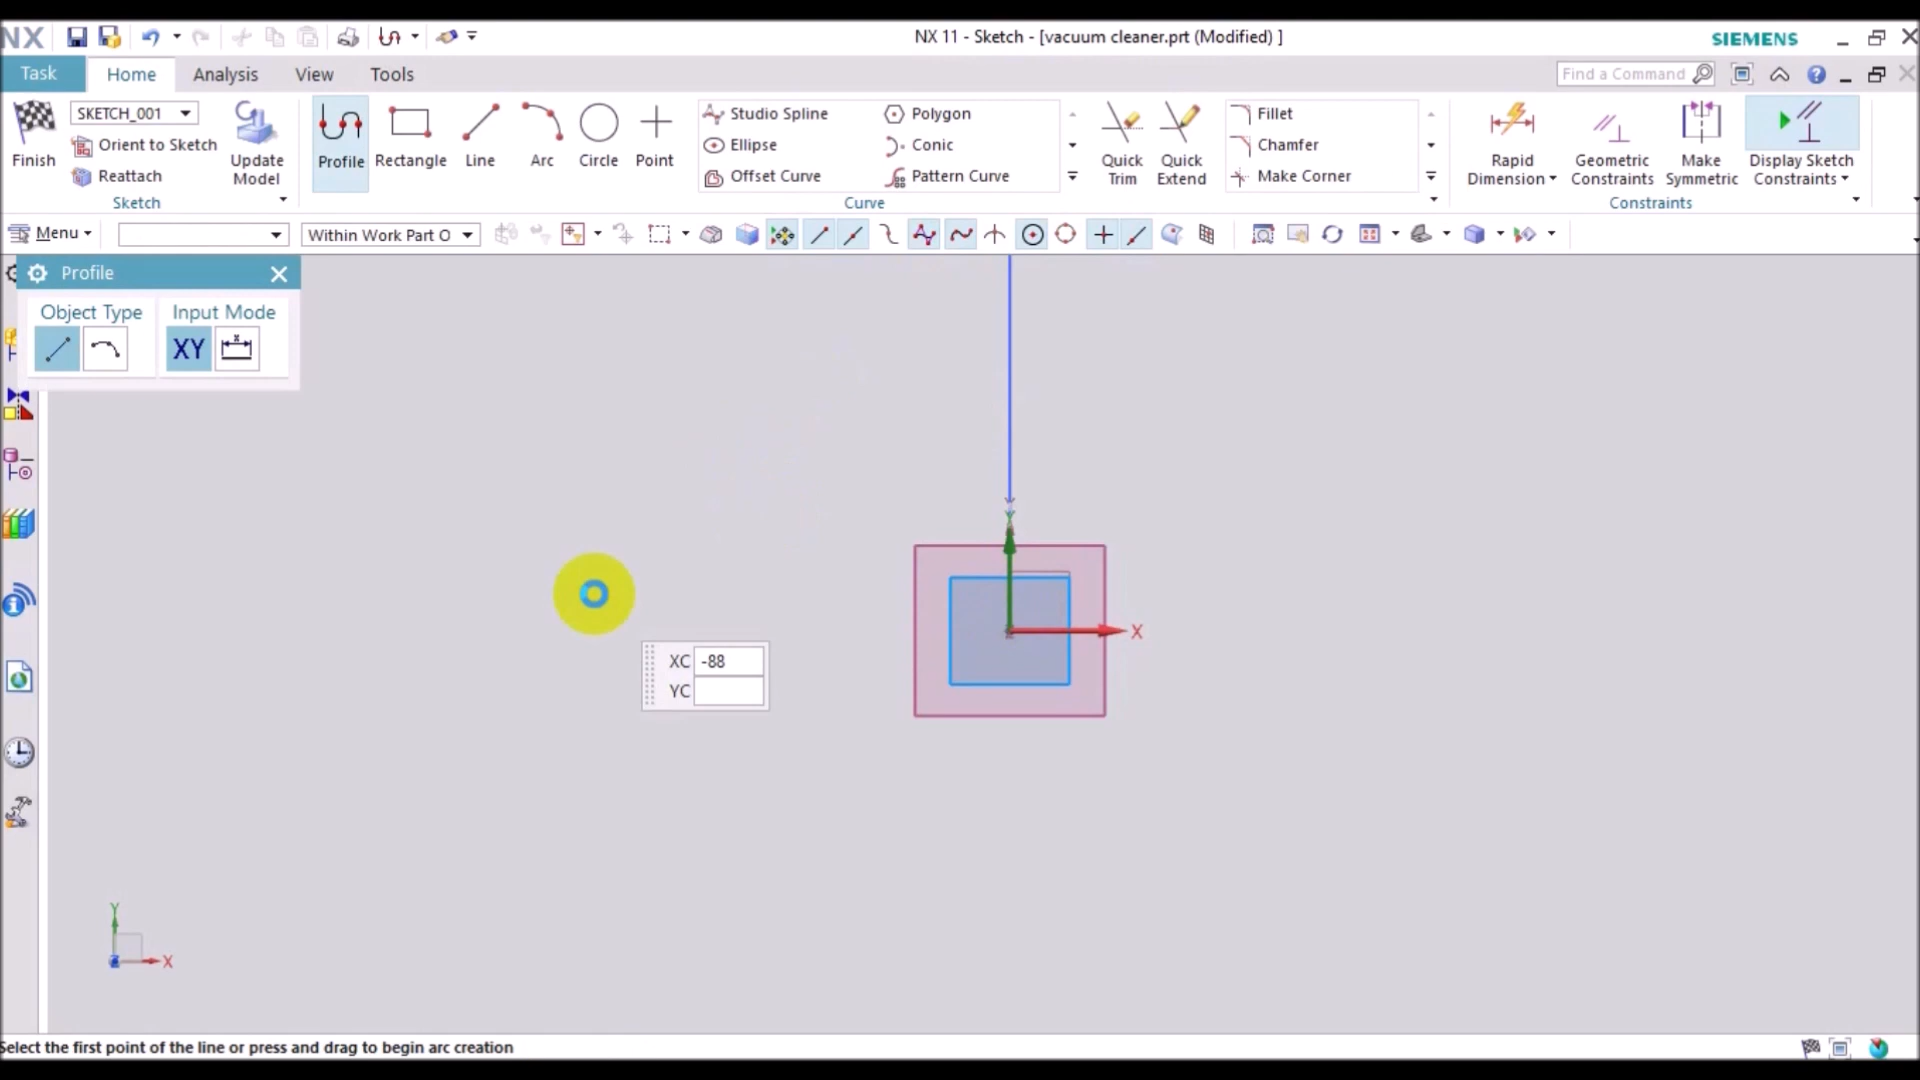 NX
NX 11 - Sketch - [vacuum cleaner.prt (Modified) ]
SIEMENS
Task
Home
Analysis
View
Tools
Find a Command
Finish
SKETCH_001
Orient to Sketch
Reattach
Update
Model
Sketch
Profile
Rectangle
Line
Arc
Circle
Point
Studio Spline
Ellipse
Offset Curve
Polygon
Conic
Pattern Curve
Quick
Trim
Quick
Extend
Fillet
Chamfer
Make Corner
Curve
Rapid
Dimension
Geometric
Constraints
Make
Symmetric
Display Sketch
Constraints
Constraints
Menu
Within Work Part O
Profile
Object Type
Input Mode
XY
XC -88
YC
Y
X
Y
X
Select the first point of the line or press and drag to begin arc creation